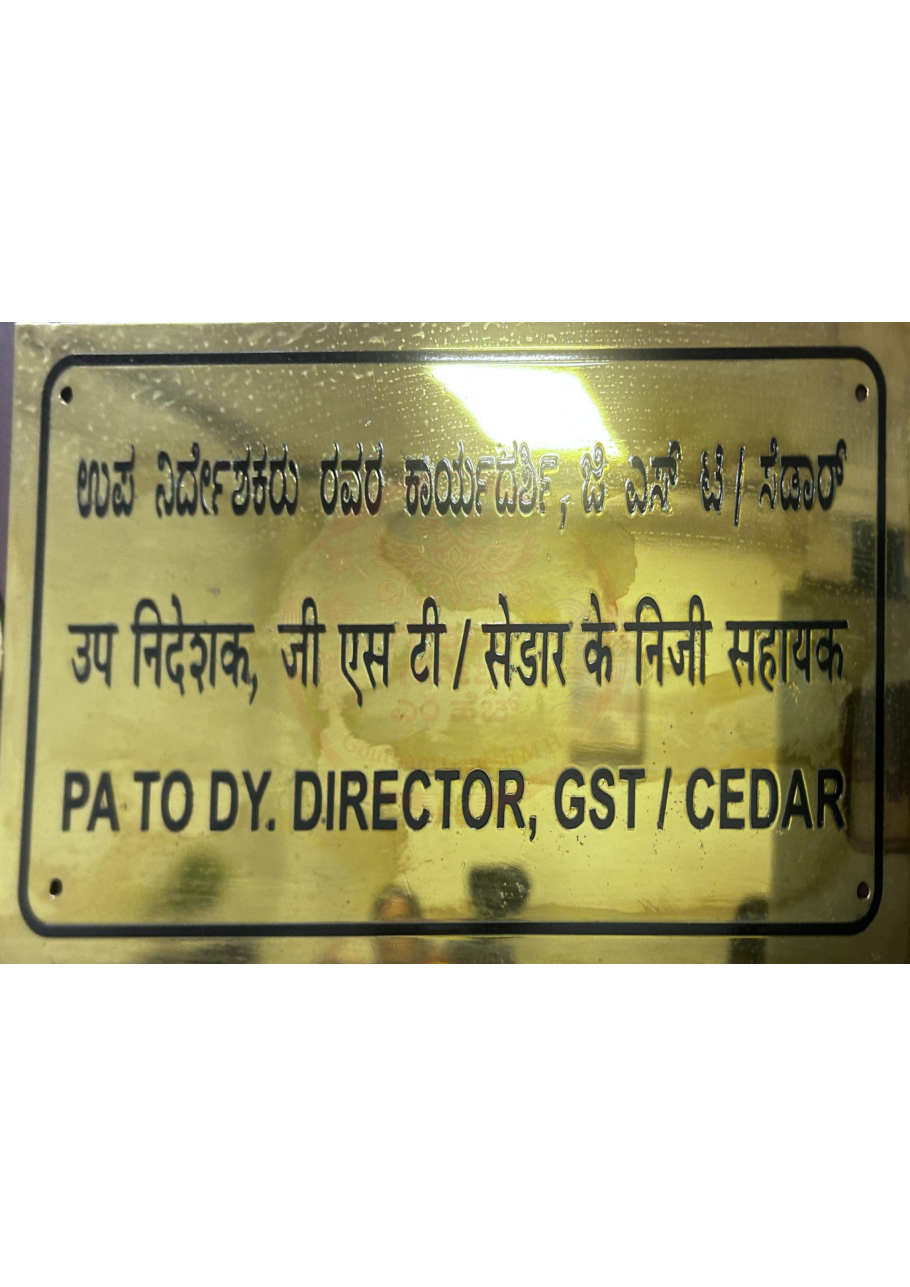 ಉಪ ನಿರ್ದೇಶಕರು ರವರ ಕಾರ್ಯದರ್ಶಿ, ಜಿ ಎಸ್ ಟಿ / ಸೆಡಾರ್
उप निदेशक, जी एस टी / सेडार के निजी सहायक
ಎಂ ಹೆಚ್
PA TO DY. DIRECTOR, GST / CEDAR